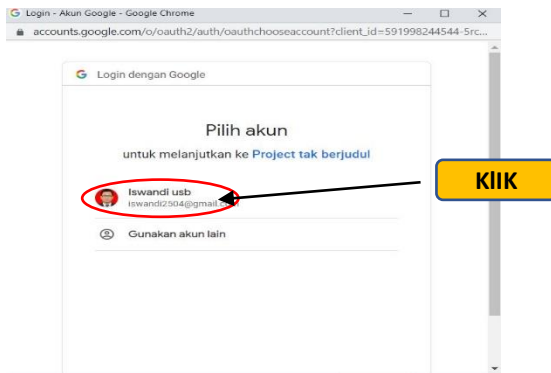 Login - Akun Google - Google Chrome
accounts.google.com/o/oauth2/auth/oauthchooseaccount?client_id=591998244544-5rc...
Login dengan Google
Pilih akun
untuk melanjutkan ke Project tak berjudul
Iswandi usb
iswandi2504@gmail.com
KlIK
Gunakan akun lain